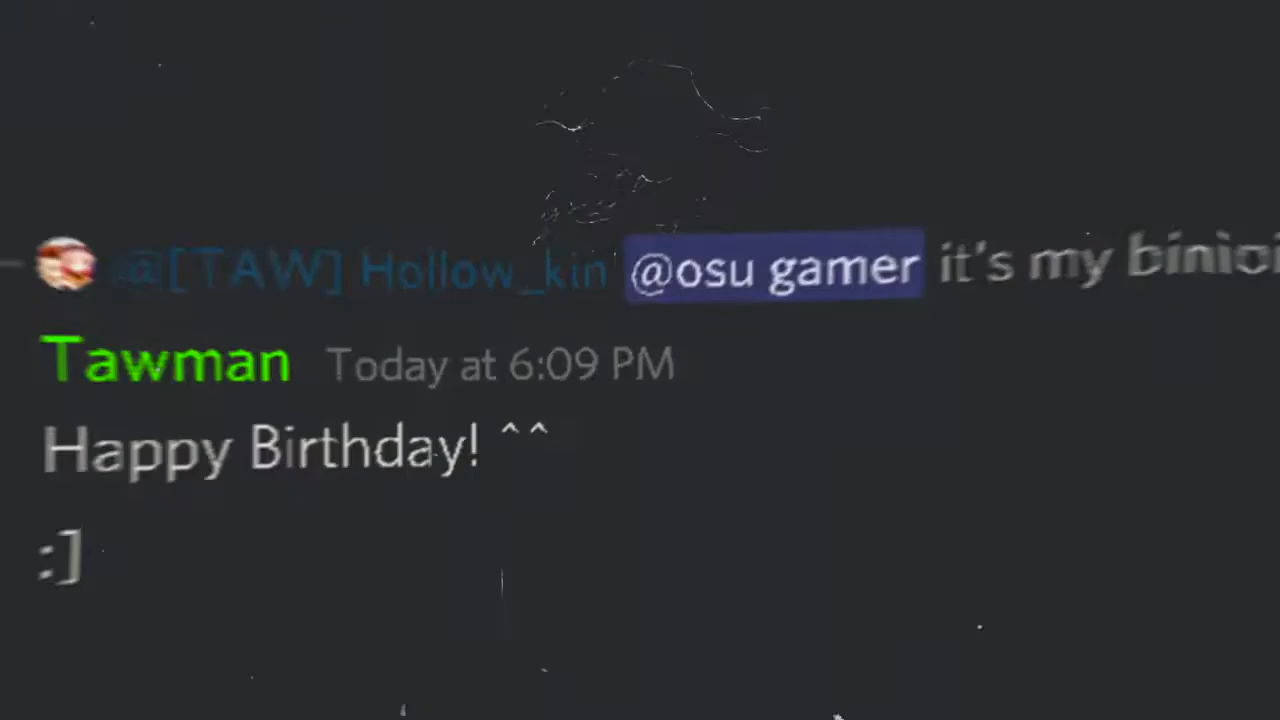 @[TAW] Hollow_kin @osu gamer it's my
Tawman Today at 6:09 PM
Happy Birthday! ^^
:]